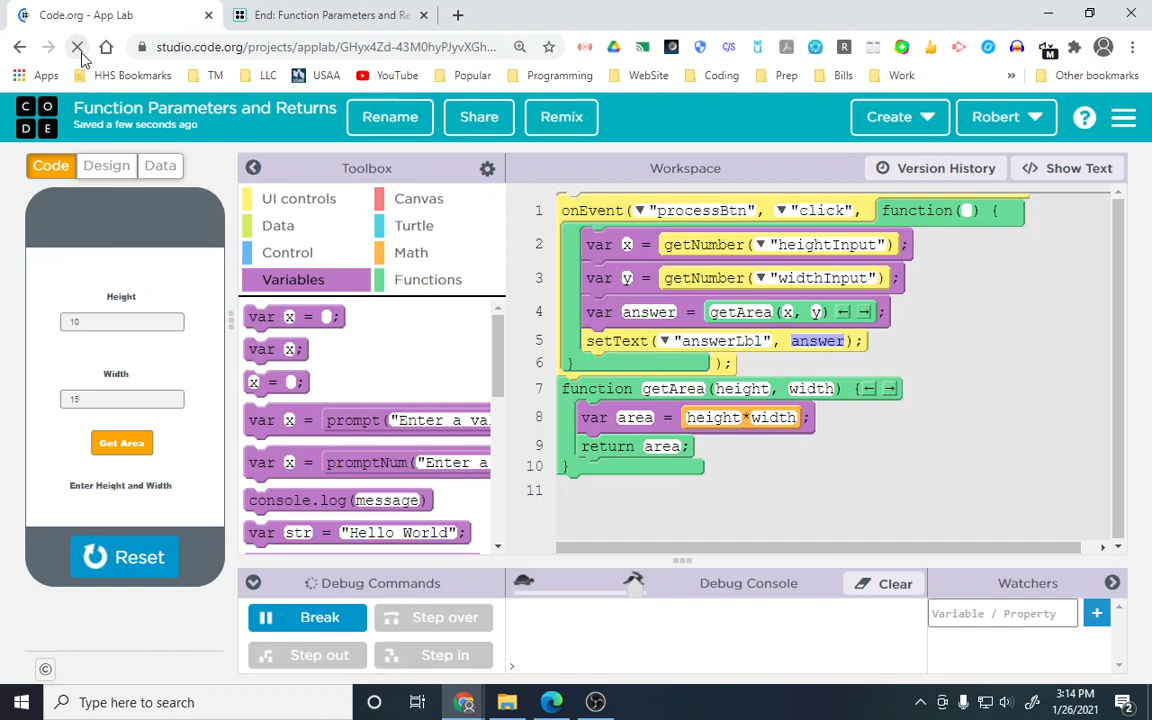 Code.org - App Lab
End: Function Parameters and Re
studio.code.org/projects/applab/GHyx4Zd-43M0hyPJyvXGh...
Apps
HHS Bookmarks
TM
LLC
USAA
YouTube
Popular
Programming
WebSite
Coding
Prep
Bills
Work
»
Other bookmarks
C O
D E
Function Parameters and Returns
Saved a few seconds ago
Rename
Share
Remix
Create
Robert
?
Code
Design
Data
Toolbox
Workspace
Version History
</> Show Text
UI controls
Canvas
Data
Turtle
Control
Math
Variables
Functions
var x = ;
var x;
x = ;
var x = prompt("Enter a val
var x = promptNum("Enter a
console.log(message)
var str = "Hello World";
1 onEvent( "processBtn", "click", function( ) {
2 var x = getNumber( "heightInput") ;
3 var y = getNumber( "widthInput") ;
4 var answer = getArea(x, y) ;
5 setText( "answerLbl", answer);
6 } );
7 function getArea(height, width) {
8 var area = height*width ;
9 return area;
10 }
11
Height
10
Width
15
Get Area
Enter Height and Width
Reset
©
Debug Commands
Debug Console
Clear
Watchers
Break
Step over
Step out
Step in
Variable / Property
+
>
Type here to search
3:14 PM
1/26/2021
2